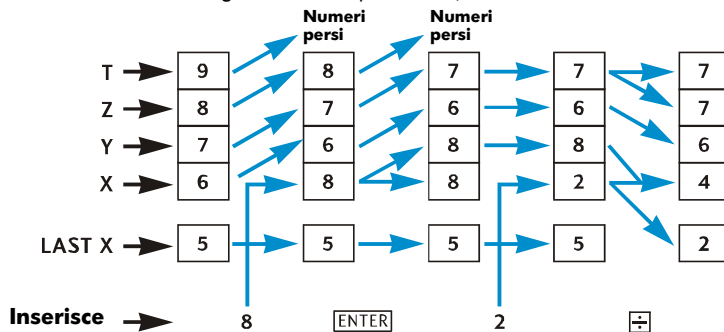 Numeri Numeri
persi persi
T 9 8 7 7 7
Z 8 7 6 6 7
Y 7 6 8 8 6
X 6 8 8 2 4
LAST X 5 5 5 5 2
Inserisce 8 ENTER 2 ÷